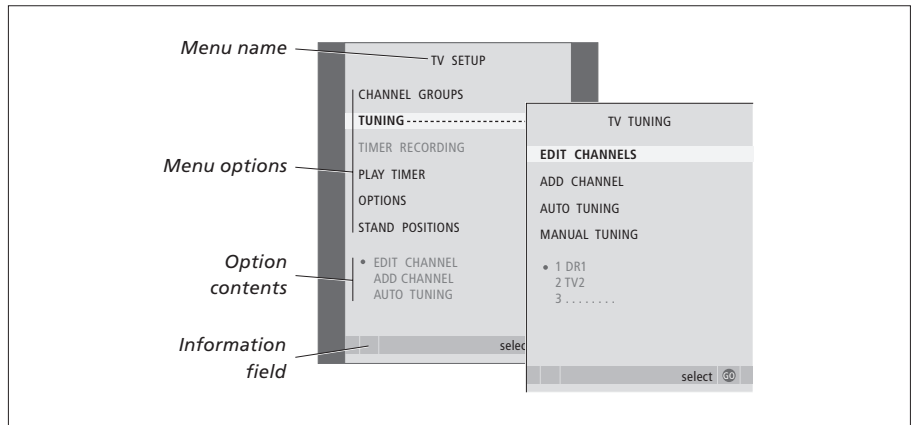 Menu name
Menu options
Option
contents
Information
field
TV SETUP
CHANNEL GROUPS
TUNING
TIMER RECORDING
PLAY TIMER
OPTIONS
STAND POSITIONS
• EDIT CHANNEL
ADD CHANNEL
AUTO TUNING
selec
TV TUNING
EDIT CHANNELS
ADD CHANNEL
AUTO TUNING
MANUAL TUNING
• 1 DR1
2 TV2
3 . . . . . . . .
select GO